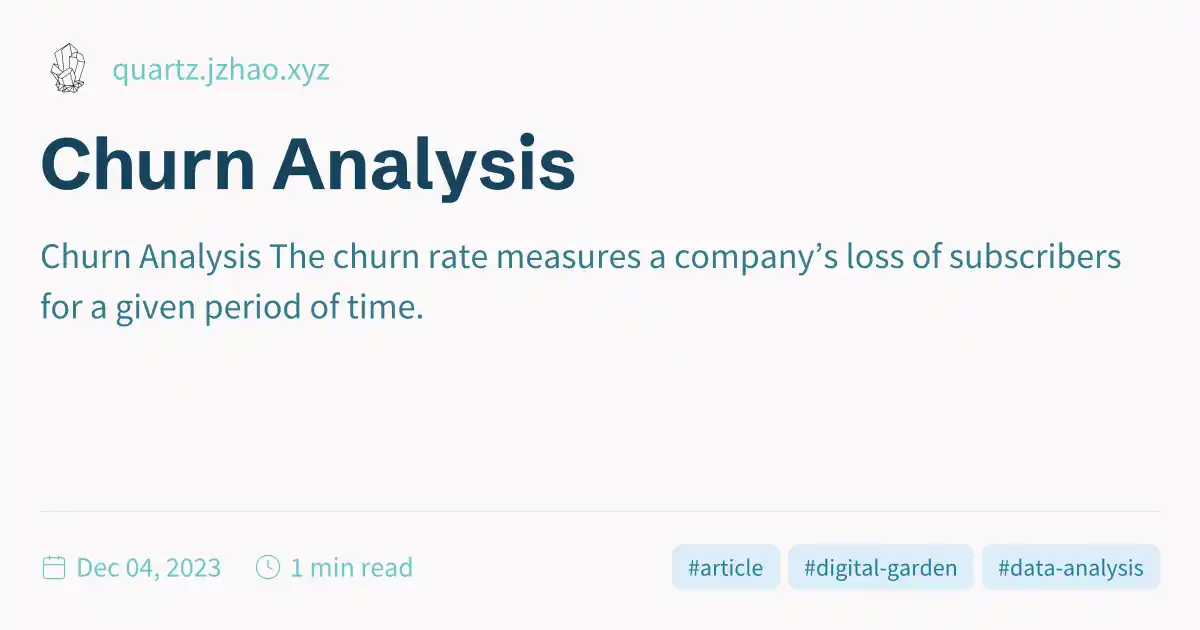 quartz.jzhao.xyz
Churn Analysis
Churn Analysis The churn rate measures a company’s loss of subscribers
for a given period of time.
Dec 04, 2023 1 min read #article #digital-garden #data-analysis